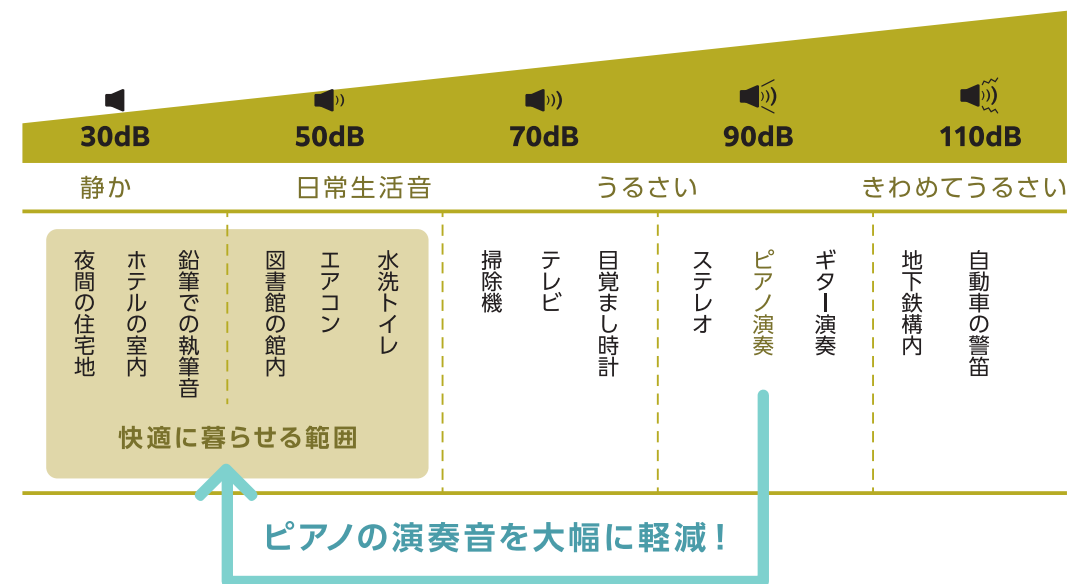 30dB
50dB
70dB
90dB
110dB
静か
日常生活音
うるさい
きわめてうるさい
夜間の住宅地
ホテルの室内
鉛筆での執筆音
図書館の館内
エアコン
水洗トイレ
掃除機
テレビ
目覚まし時計
ステレオ
ピアノ演奏
ギター演奏
地下鉄構内
自動車の警笛
快適に暮らせる範囲
ピアノの演奏音を大幅に軽減!